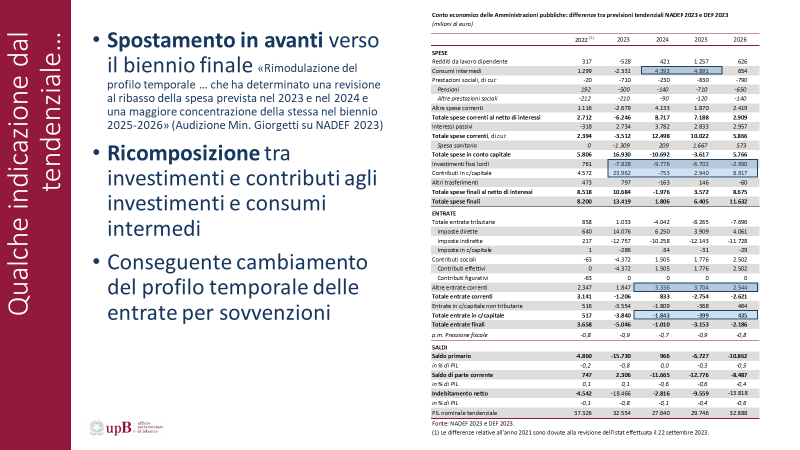 Qualche indicazione dal
tendenziale…
• Spostamento in avanti verso
il biennio finale «Rimodulazione del
profilo temporale … che ha determinato una revisione
al ribasso della spesa prevista nel 2023 e nel 2024 e
una maggiore concentrazione della stessa nel biennio
2025-2026» (Audizione Min. Giorgetti su NADEF 2023)
• Ricomposizione tra
investimenti e contributi agli
investimenti e consumi
intermedi
• Conseguente cambiamento
del profilo temporale delle
entrate per sovvenzioni
upB ufficio
parlamentare
di bilancio
Conto economico delle Amministrazioni pubbliche: differenze tra previsioni tendenziali NADEF 2023 e DEF 2023
(milioni di euro)
2022 (1) 2023 2024 2025 2026
SPESE
Redditi da lavoro dipendente 317 -528 421 1.257 626
Consumi intermedi 1.299 -2.331 4.393 4.891 654
Prestazioni sociali, di cui: -20 -710 -230 -830 -790
Pensioni 192 -500 -140 -710 -650
Altre prestazioni sociali -212 -210 -90 -120 -140
Altre spese correnti 1.116 -2.679 4.133 1.870 2.419
Totale spese correnti al netto di interessi 2.712 -6.246 8.717 7.188 2.909
Interessi passivi -318 2.734 3.782 2.833 2.957
Totale spese correnti, di cui: 2.394 -3.512 12.498 10.022 5.866
Spesa sanitaria 0 -1.309 209 1.667 573
Totale spese in conto capitale 5.806 16.930 -10.692 -3.617 5.766
Investimenti fissi lordi 761 -7.828 -9.776 -6.702 -2.990
Contributi in c/capitale 4.572 23.962 -753 2.940 8.817
Altri trasferimenti 473 797 -163 146 -60
Totale spese finali al netto di interessi 8.518 10.684 -1.976 3.572 8.675
Totale spese finali 8.200 13.419 1.806 6.405 11.632
ENTRATE
Totale entrate tributarie 858 1.033 -4.042 -8.265 -7.696
Imposte dirette 640 14.076 6.250 3.909 4.061
Imposte indirette 217 -12.757 -10.258 -12.143 -11.728
Imposte in c/capitale 1 -286 -34 -31 -29
Contributi sociali -63 -4.372 1.505 1.776 2.502
Contributi effettivi 0 -4.372 1.505 1.776 2.502
Contributi figurativi -63 0 0 0 0
Altre entrate correnti 2.347 1.847 3.336 3.704 2.544
Totale entrate correnti 3.141 -1.206 833 -2.754 -2.621
Entrate in c/capitale non tributarie 516 -3.554 -1.809 -368 464
Totale entrate in c/capitale 517 -3.840 -1.843 -399 435
Totale entrate finali 3.658 -5.046 -1.010 -3.153 -2.186
p.m. Pressione fiscale -0,8 -0,9 -0,7 -0,9 -0,8
SALDI
Saldo primario -4.860 -15.730 966 -6.727 -10.862
in % di PIL -0,2 -0,8 0,0 -0,3 -0,5
Saldo di parte corrente 747 2.306 -11.665 -12.776 -8.487
in % di PIL 0,1 0,1 -0,6 -0,6 -0,4
Indebitamento netto -4.542 -18.466 -2.816 -9.559 -13.818
in % di PIL -0,1 -0,8 -0,1 -0,4 -0,6
PIL nominale tendenziale 37.326 32.554 27.640 29.746 32.888
Fonte: NADEF 2023 e DEF 2023.
(1) Le differenze relative all'anno 2021 sono dovute alla revisione dell'Istat effettuata il 22 settembre 2023.